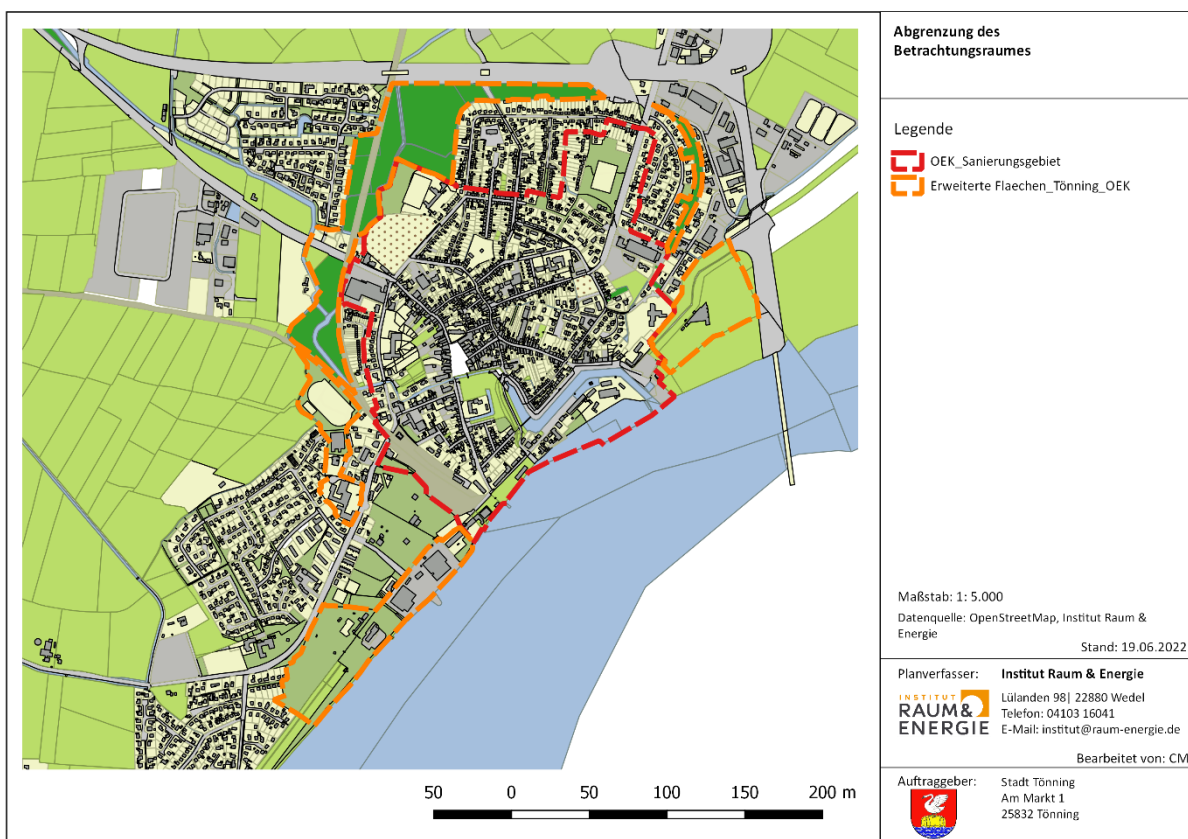 Abgrenzung des
Betrachtungsraumes
Legende
OEK_Sanierungsgebiet
Erweiterte Flaechen_Tönning_OEK
Maßstab: 1: 5.000
Datenquelle: OpenStreetMap, Institut Raum &
Energie
Stand: 19.06.2022
Planverfasser: Institut Raum & Energie
INSTITUT
RAUM&
ENERGIE
Lülanden 98| 22880 Wedel
Telefon: 04103 16041
E-Mail: institut@raum-energie.de
Bearbeitet von: CM
Auftraggeber: Stadt Tönning
Am Markt 1
25832 Tönning
50 0 50 100 150 200 m